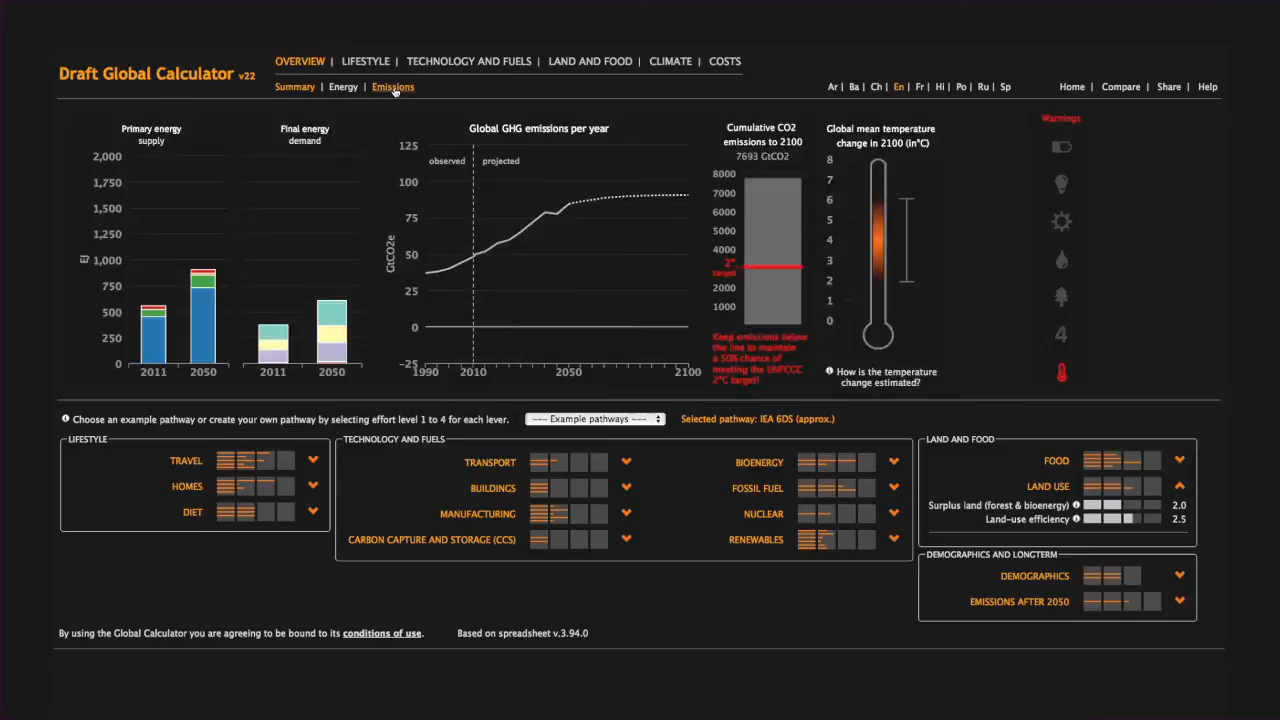 Draft Global Calculator v22
OVERVIEW | LIFESTYLE | TECHNOLOGY AND FUELS | LAND AND FOOD | CLIMATE | COSTS
Summary | Energy | Emissions
Ar | Ba | Ch | En | Fr | Hi | Po | Ru | Sp
Home | Compare | Share | Help
Primary energy
supply
Final energy
demand
2,000
1,750
1,500
1,250
1,000
750
500
250
0
EJ
2011 2050 2011 2050
Global GHG emissions per year
observed projected
125
100
75
50
25
0
-25
GtCO2e
1990 2010 2050 2100
Cumulative CO2
emissions to 2100
7693 GtCO2
8000
7000
6000
5000
4000
2°
target
2000
1000
Keep emissions below
the line to maintain
a 50% chance of
meeting the UNFCCC
2°C target!
Global mean temperature
change in 2100 (in°C)
8
7
6
5
4
3
2
1
0
How is the temperature
change estimated?
Warnings
4
Choose an example pathway or create your own pathway by selecting effort level 1 to 4 for each lever.
--- Example pathways ---
Selected pathway: IEA 6DS (approx.)
LIFESTYLE
TRAVEL
HOMES
DIET
TECHNOLOGY AND FUELS
TRANSPORT
BUILDINGS
MANUFACTURING
CARBON CAPTURE AND STORAGE (CCS)
BIOENERGY
FOSSIL FUEL
NUCLEAR
RENEWABLES
LAND AND FOOD
FOOD
LAND USE
Surplus land (forest & bioenergy) 2.0
Land-use efficiency 2.5
DEMOGRAPHICS AND LONGTERM
DEMOGRAPHICS
EMISSIONS AFTER 2050
By using the Global Calculator you are agreeing to be bound to its conditions of use.
Based on spreadsheet v.3.94.0